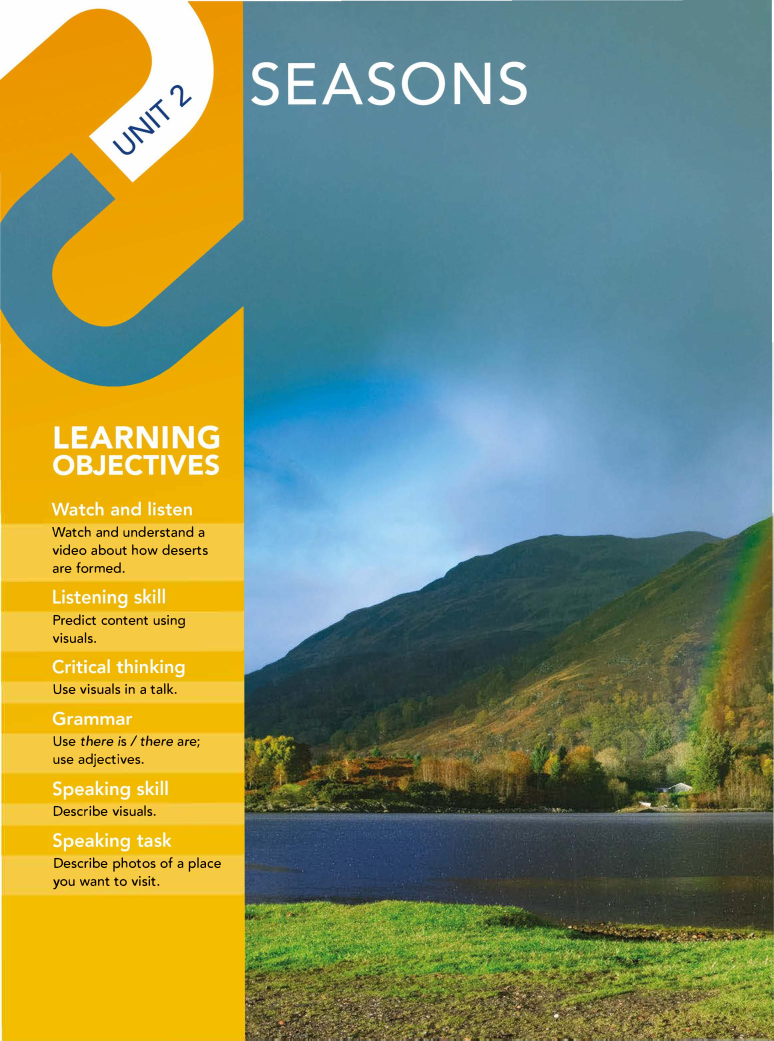 UNIT 2
SEASONS
LEARNING
OBJECTIVES
Watch and listen
Watch and understand a
video about how deserts
are formed.
Listening skill
Predict content using
visuals.
Critical thinking
Use visuals in a talk.
Grammar
Use there is / there are;
use adjectives.
Speaking skill
Describe visuals.
Speaking task
Describe photos of a place
you want to visit.